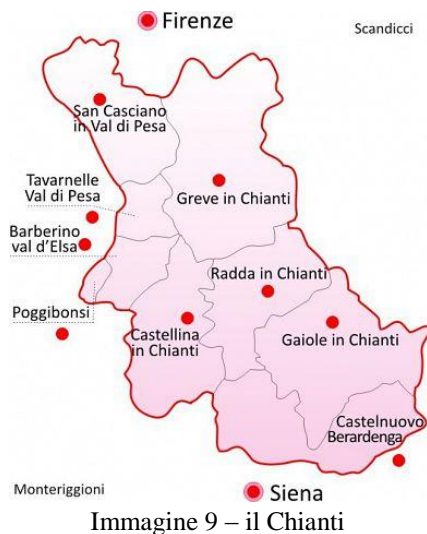 Firenze
Scandicci
San Casciano
in Val di Pesa
Tavarnelle
Val di Pesa
Greve in Chianti
Barberino
val d'Elsa
Radda in Chianti
Poggibonsi
Castellina
in Chianti
Gaiole in Chianti
Castelnuovo
Berardenga
Monteriggioni
Siena
Immagine 9 – il Chianti